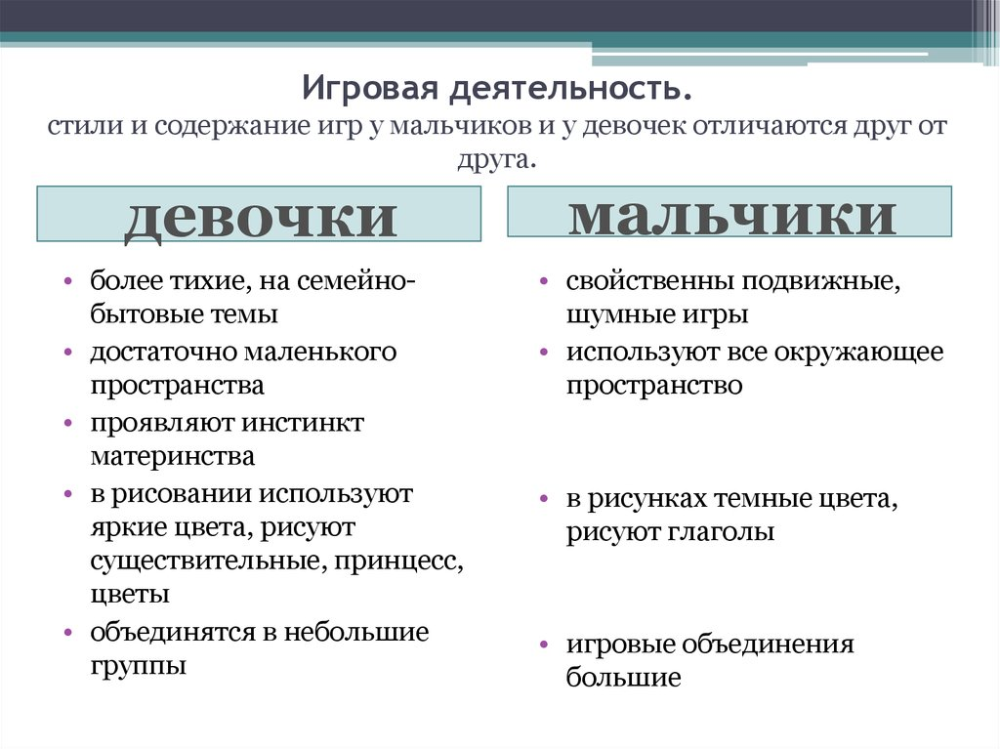 Игровая деятельность.
стили и содержание игр у мальчиков и у девочек отличаются друг от
друга.
девочки
• более тихие, на семейно-
бытовые темы
• достаточно маленького
пространства
• проявляют инстинкт
материнства
• в рисовании используют
яркие цвета, рисуют
существительные, принцесс,
цветы
• объединятся в небольшие
группы
мальчики
• свойственны подвижные,
шумные игры
• используют все окружающее
пространство
• в рисунках темные цвета,
рисуют глаголы
• игровые объединения
большие